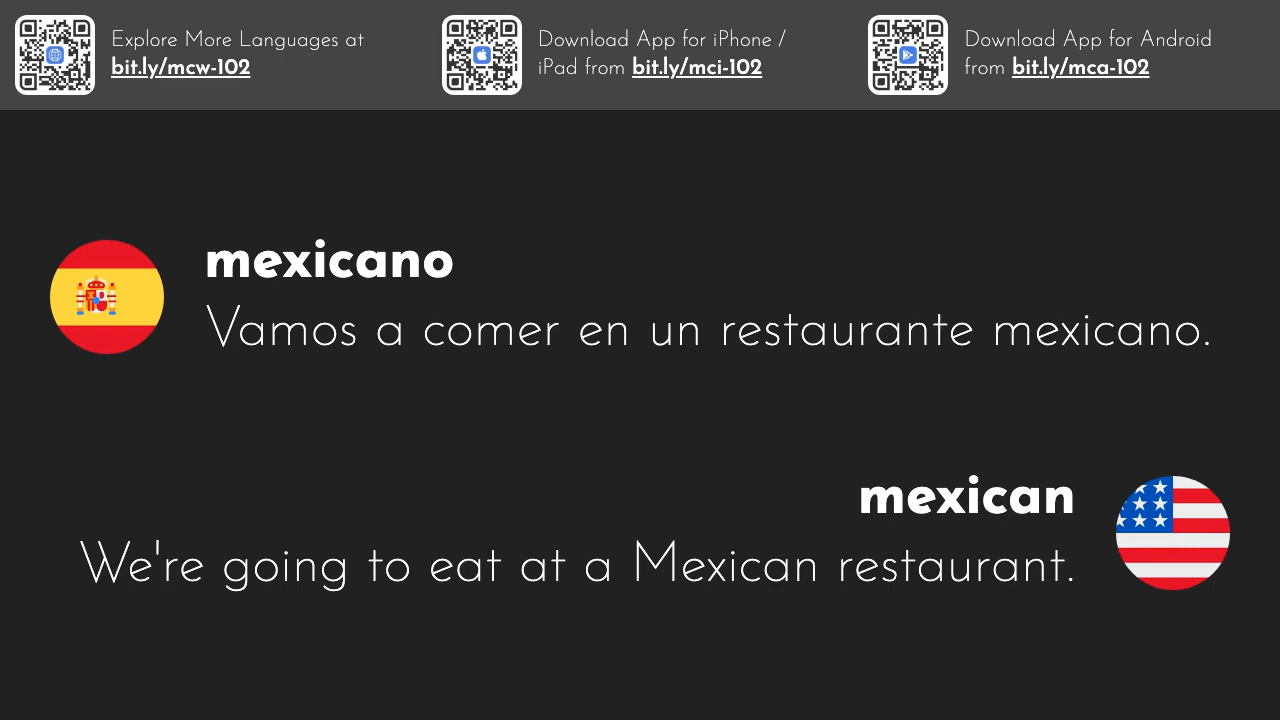 Explore More Languages at
bit.ly/mcw-102
Download App for iPhone /
iPad from bit.ly/mci-102
Download App for Android
from bit.ly/mca-102
mexicano
Vamos a comer en un restaurante mexicano.
mexican
We're going to eat at a Mexican restaurant.